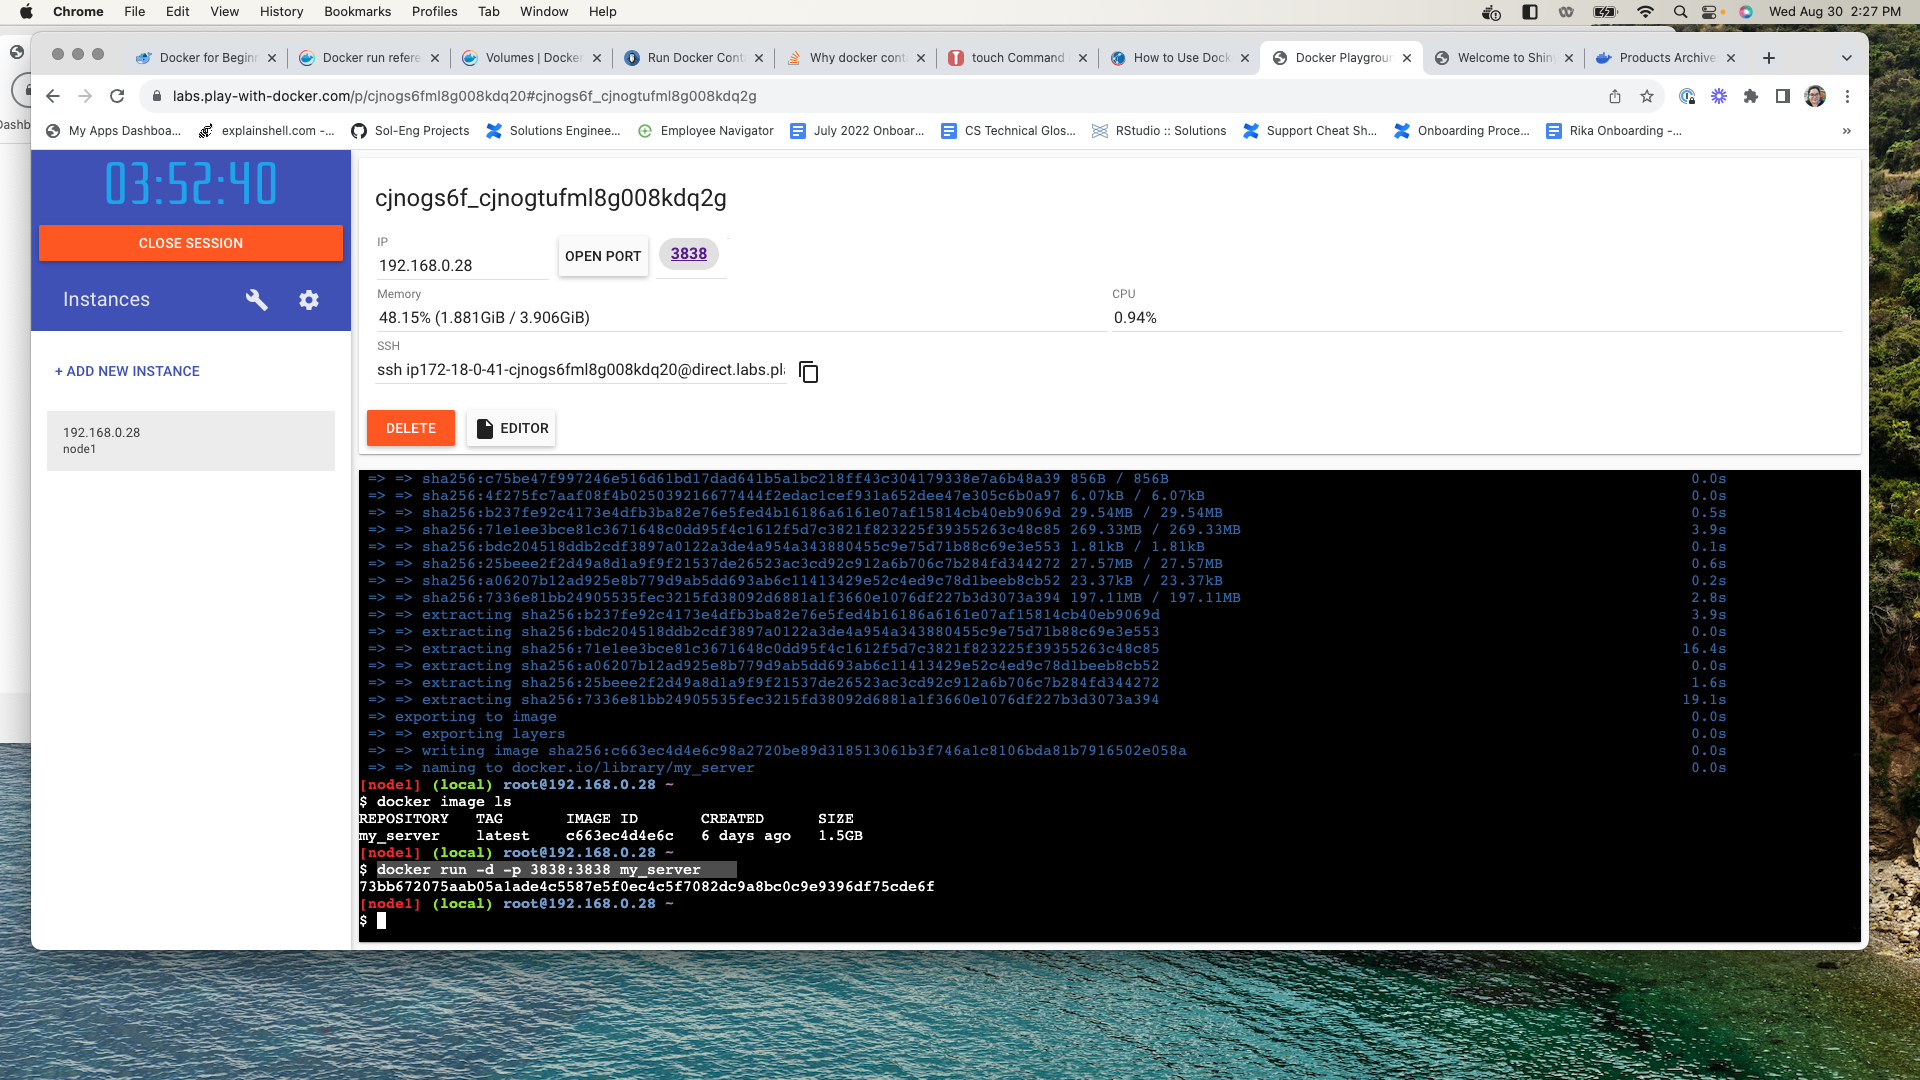 Chrome File Edit View History Bookmarks Profiles Tab Window Help Wed Aug 30 2:27 PM
Docker for Beginn Docker run refere Volumes | Docker Run Docker Cont Why docker cont touch Command How to Use Dock Docker Playgroun Welcome to Shiny Products Archive
labs.play-with-docker.com/p/cjnogs6fml8g008kdq20#cjnogs6f_cjnogtufml8g008kdq2g
My Apps Dashboa... explainshell.com -... Sol-Eng Projects Solutions Enginee... Employee Navigator July 2022 Onboar... CS Technical Glos... RStudio :: Solutions Support Cheat Sh... Onboarding Proce... Rika Onboarding -... »
03:52:40
CLOSE SESSION
Instances
+ ADD NEW INSTANCE
192.168.0.28
node1
cjnogs6f_cjnogtufml8g008kdq2g
IP
192.168.0.28
OPEN PORT
3838
Memory
48.15% (1.881GiB / 3.906GiB)
CPU
0.94%
SSH
ssh ip172-18-0-41-cjnogs6fml8g008kdq20@direct.labs.pl
DELETE
EDITOR
=> => sha256:c75be47f997246e516d61bd17dad641b5a1bc218ff43c304179338e7a6b48a39 856B / 856B 0.0s
=> => sha256:4f275fc7aaf08f4b025039216677444f2edac1cef931a652dee47e305c6b0a97 6.07kB / 6.07kB 0.0s
=> => sha256:b237fe92c4173e4dfb3ba82e76e5fed4b16186a6161e07af15814cb40eb9069d 29.54MB / 29.54MB 0.5s
=> => sha256:71e1ee3bce81c3671648c0dd95f4c1612f5d7c3821f823225f39355263c48c85 269.33MB / 269.33MB 3.9s
=> => sha256:bdc204518ddb2cdf3897a0122a3de4a954a343880455c9e75d71b88c69e3e553 1.81kB / 1.81kB 0.1s
=> => sha256:25beee2f2d49a8d1a9f9f21537de26523ac3cd92c912a6b706c7b284fd344272 27.57MB / 27.57MB 0.6s
=> => sha256:a06207b12ad925e8b779d9ab5dd693ab6c11413429e52c4ed9c78d1beeb8cb52 23.37kB / 23.37kB 0.2s
=> => sha256:7336e81bb24905535fec3215fd38092d6881a1f3660e1076df227b3d3073a394 197.11MB / 197.11MB 2.8s
=> => extracting sha256:b237fe92c4173e4dfb3ba82e76e5fed4b16186a6161e07af15814cb40eb9069d 3.9s
=> => extracting sha256:bdc204518ddb2cdf3897a0122a3de4a954a343880455c9e75d71b88c69e3e553 0.0s
=> => extracting sha256:71e1ee3bce81c3671648c0dd95f4c1612f5d7c3821f823225f39355263c48c85 16.4s
=> => extracting sha256:a06207b12ad925e8b779d9ab5dd693ab6c11413429e52c4ed9c78d1beeb8cb52 0.0s
=> => extracting sha256:25beee2f2d49a8d1a9f9f21537de26523ac3cd92c912a6b706c7b284fd344272 1.6s
=> => extracting sha256:7336e81bb24905535fec3215fd38092d6881a1f3660e1076df227b3d3073a394 19.1s
=> exporting to image 0.0s
=> => exporting layers 0.0s
=> => writing image sha256:c663ec4d4e6c98a2720be89d318513061b3f746a1c8106bda81b7916502e058a 0.0s
=> => naming to docker.io/library/my_server 0.0s
[node1] (local) root@192.168.0.28 ~
$ docker image ls
REPOSITORY TAG IMAGE ID CREATED SIZE
my_server latest c663ec4d4e6c 6 days ago 1.5GB
[node1] (local) root@192.168.0.28 ~
$ docker run -d -p 3838:3838 my_server
73bb672075aab05a1ade4c5587e5f0ec4c5f7082dc9a8bc0c9e9396df75cde6f
[node1] (local) root@192.168.0.28 ~
$